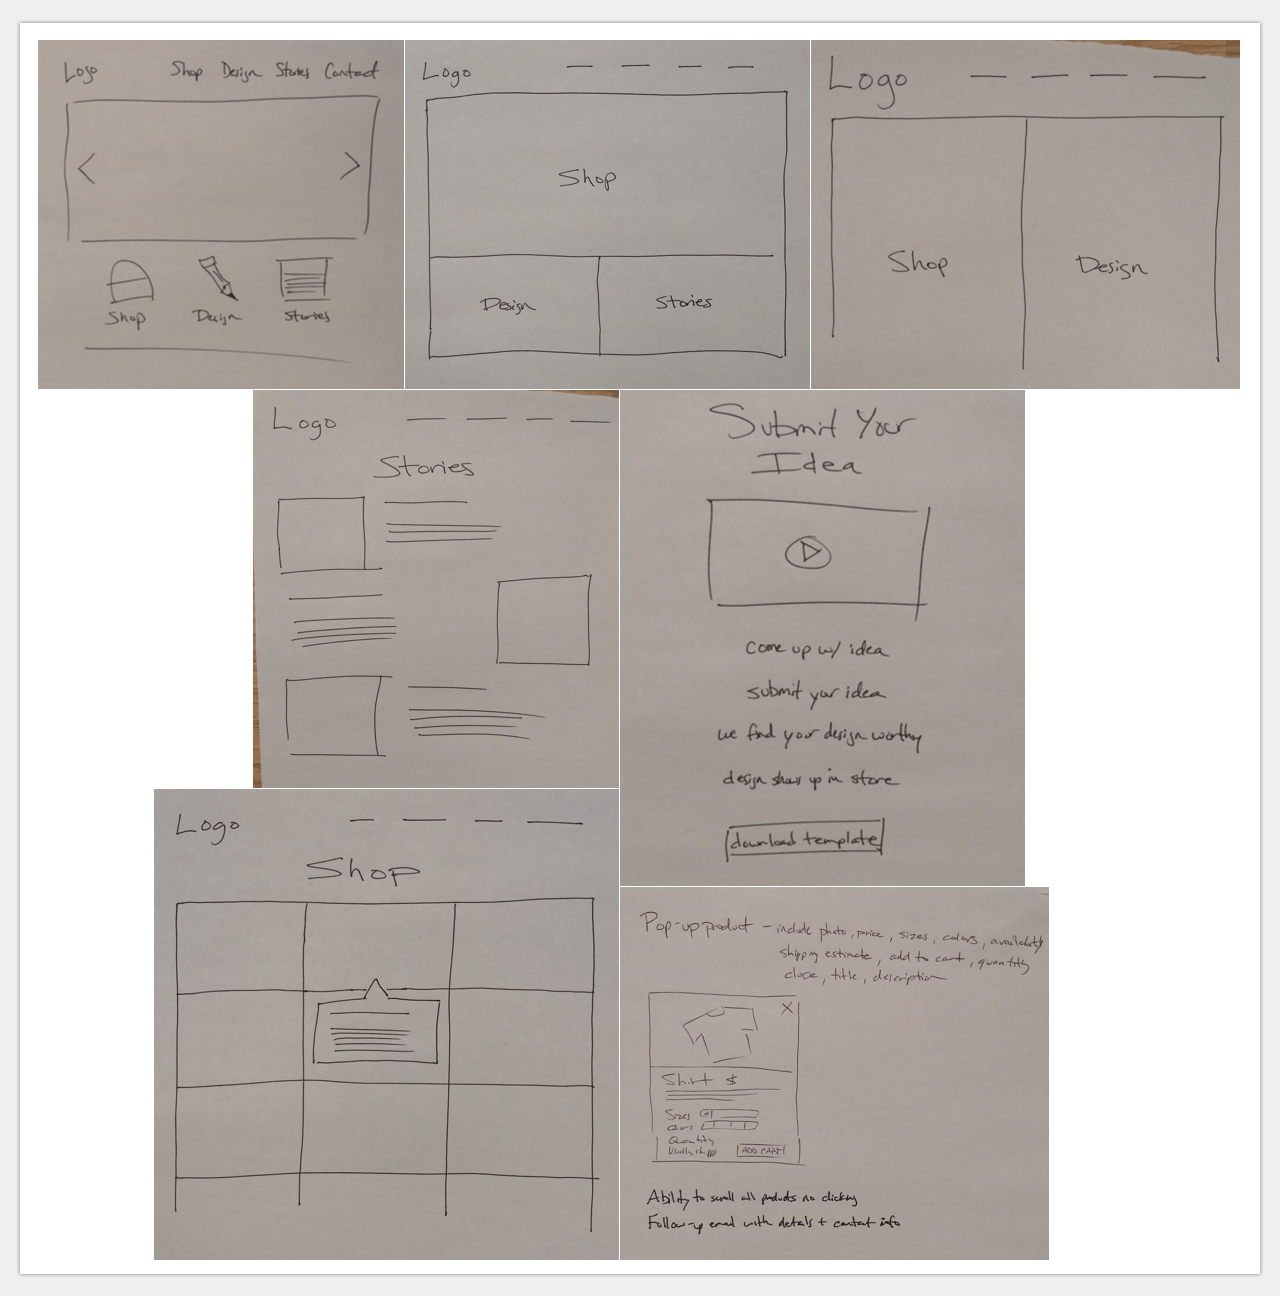 Logo
Shop Design Stories Contact
Shop
Design
Stories
Logo
Shop
Design
Stories
Logo
Shop
Design
Logo
Stories
Submit Your
Idea
come up w/ idea
submit your idea
we find your design worthy
design shows up in store
download template
Logo
Shop
Pop-up product - include photo, price, sizes, colors, availability
shipping estimate, add to cart, quantity
close, title, description
X
Shirt $
Sizes
Colors
Quantity
Usually ships
ADD CART
Ability to scroll all products no clicking
Follow-up email with details + contact info